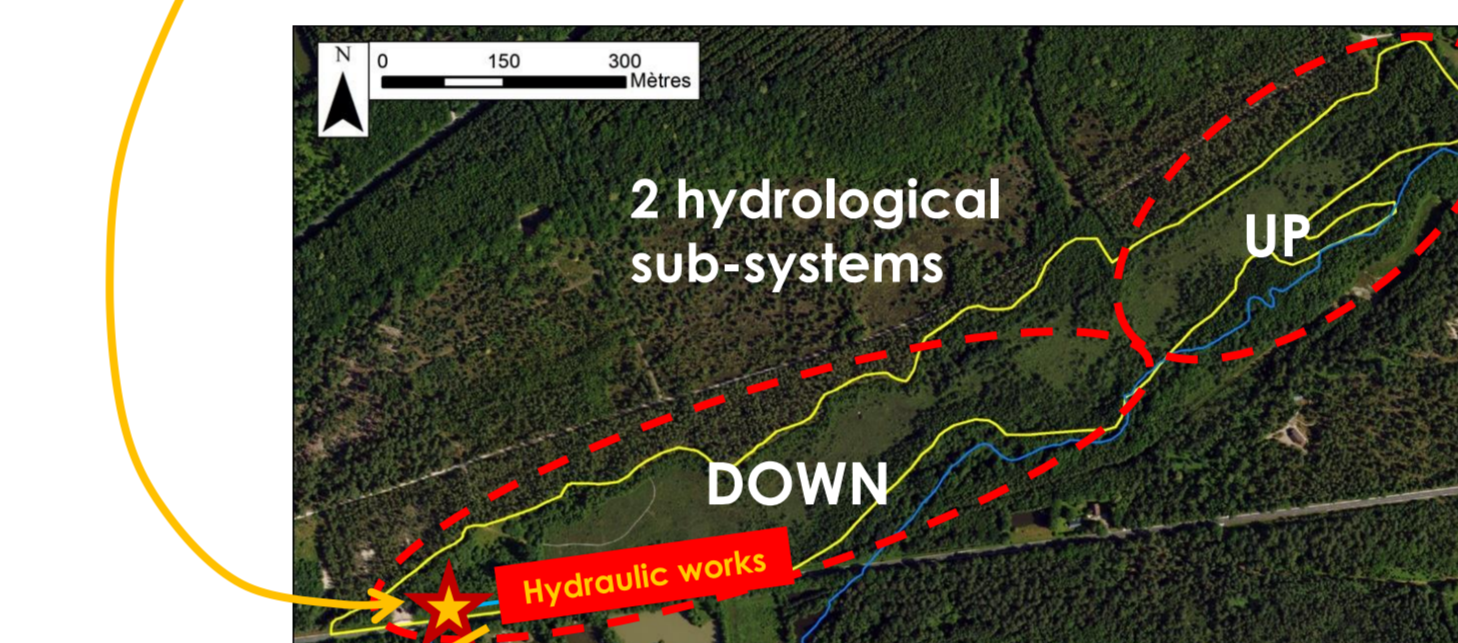 N
0 150 300
Mètres
2 hydrological
sub-systems
UP
DOWN
Hydraulic works